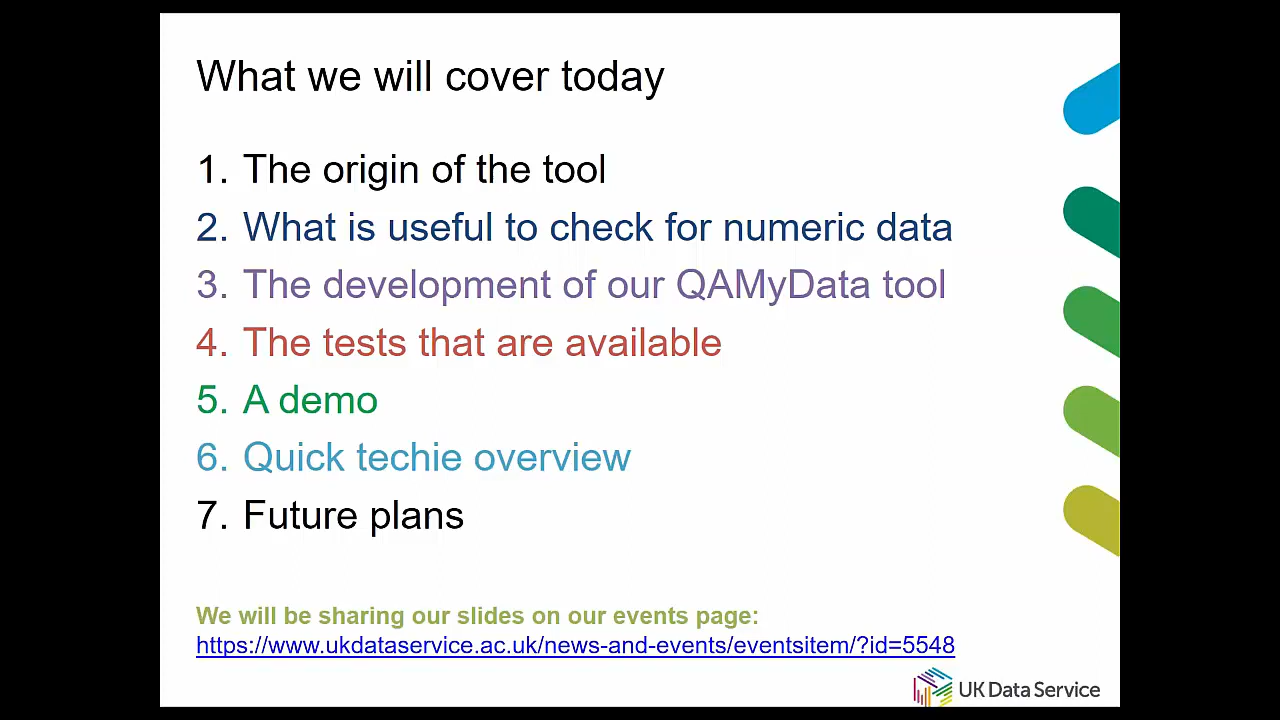 What we will cover today
1. The origin of the tool
2. What is useful to check for numeric data
3. The development of our QAMyData tool
4. The tests that are available
5. A demo
6. Quick techie overview
7. Future plans
We will be sharing our slides on our events page:
https://www.ukdataservice.ac.uk/news-and-events/eventsitem/?id=5548
UK Data Service